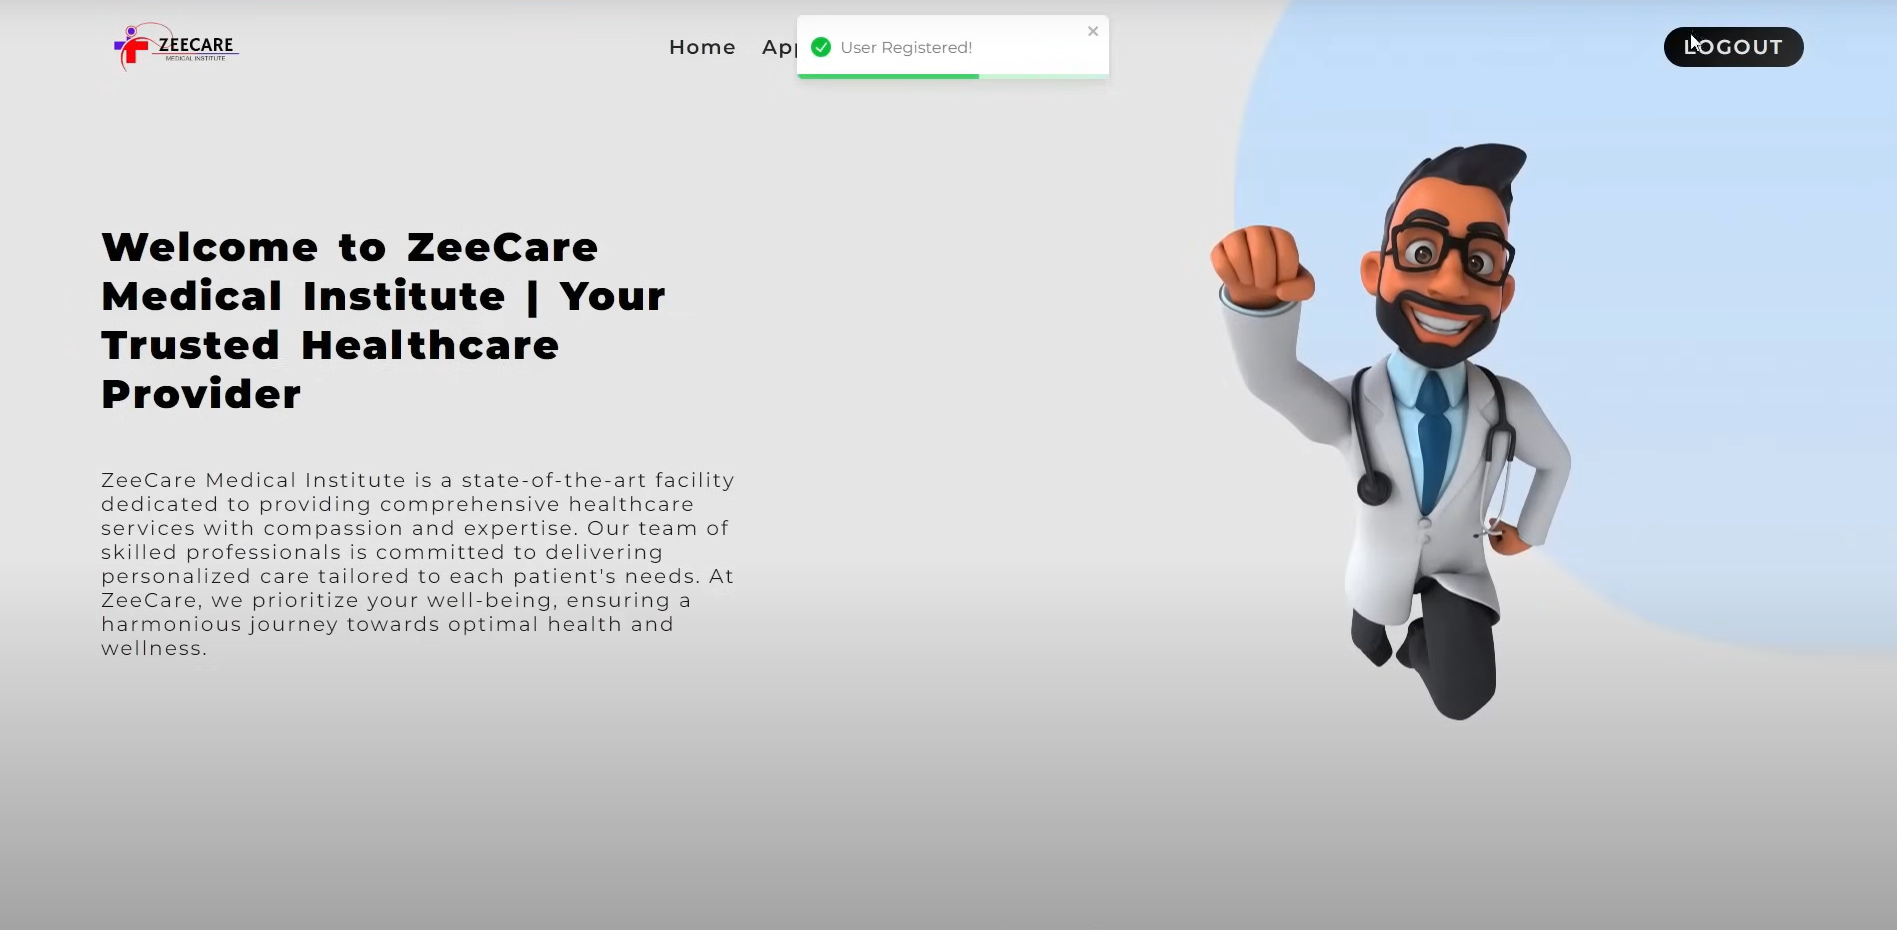 ZEECARE
MEDICAL INSTITUTE
Home
User Registered!
LOGOUT
Welcome to ZeeCare
Medical Institute | Your
Trusted Healthcare
Provider
ZeeCare Medical Institute is a state-of-the-art facility
dedicated to providing comprehensive healthcare
services with compassion and expertise. Our team of
skilled professionals is committed to delivering
personalized care tailored to each patient's needs. At
ZeeCare, we prioritize your well-being, ensuring a
harmonious journey towards optimal health and
wellness.